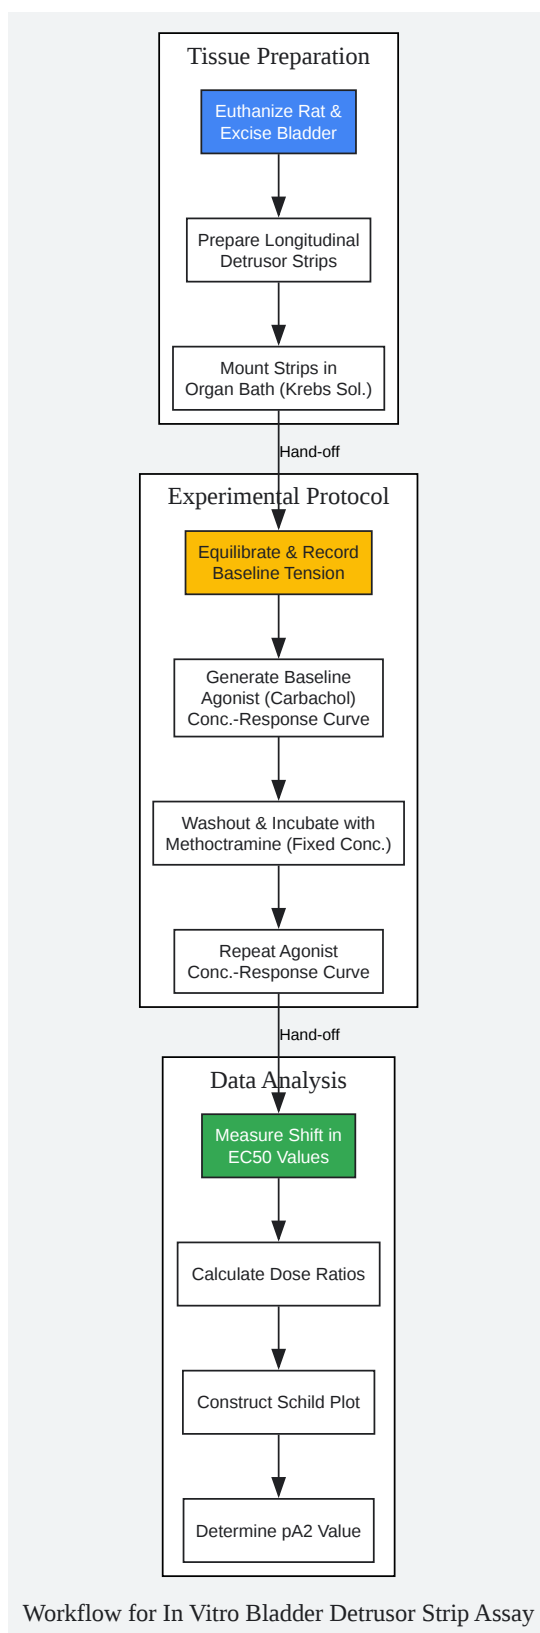 Tissue Preparation
Euthanize Rat &
Excise Bladder
Prepare Longitudinal
Detrusor Strips
Mount Strips in
Organ Bath (Krebs Sol.)
Hand-off
Experimental Protocol
Equilibrate & Record
Baseline Tension
Generate Baseline
Agonist (Carbachol)
Conc.-Response Curve
Washout & Incubate with
Methoctramine (Fixed Conc.)
Repeat Agonist
Conc.-Response Curve
Hand-off
Data Analysis
Measure Shift in
EC50 Values
Calculate Dose Ratios
Construct Schild Plot
Determine pA2 Value
Workflow for In Vitro Bladder Detrusor Strip Assay